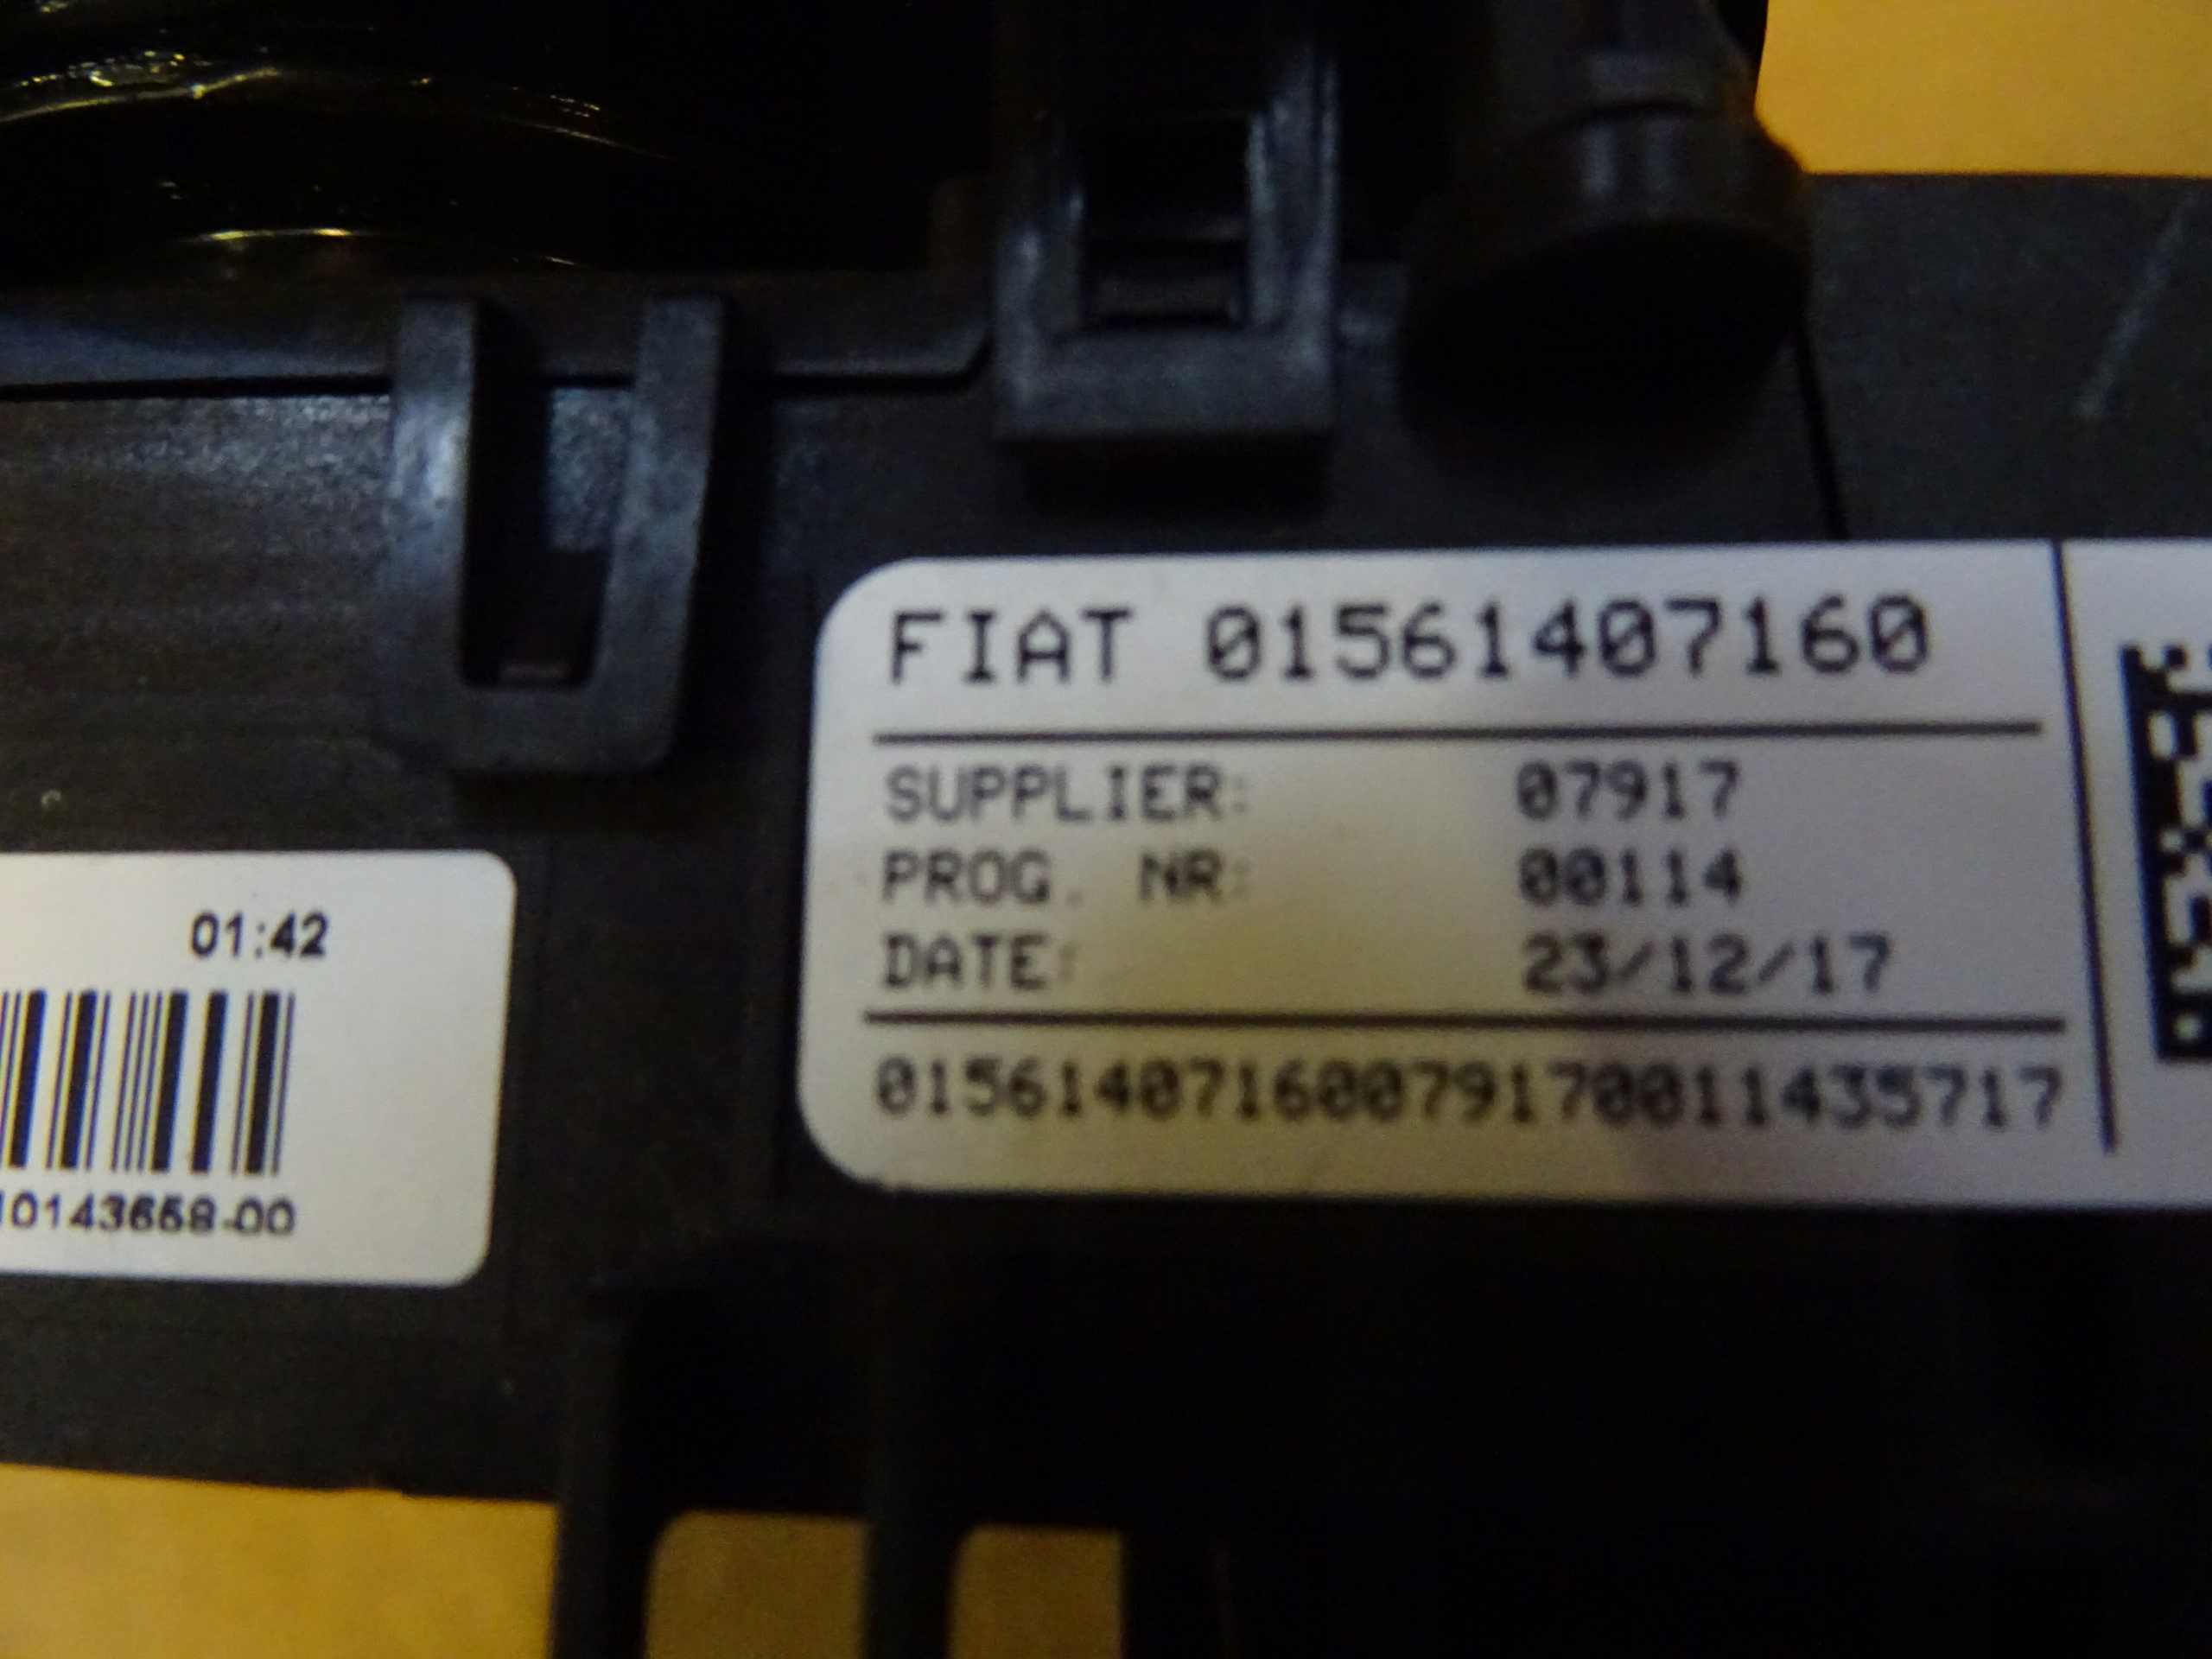 FIAT 01561407160
SUPPLIER: 07917
PROG. NR: 00114
DATE: 23/12/17
01561407160079170011435717
01:42
10143658-00